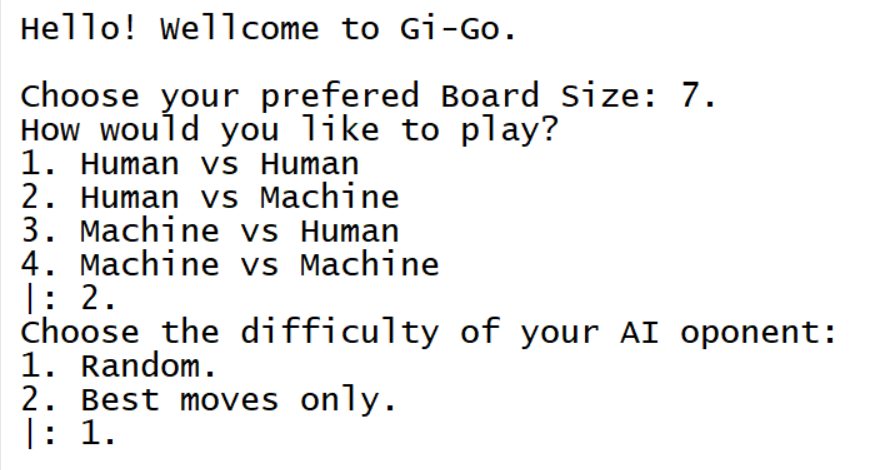 Hello! Wellcome to Gi-Go.
Choose your prefered Board Size: 7.
How would you like to play?
1. Human vs Human
2. Human vs Machine
3. Machine vs Human
4. Machine vs Machine
|: 2.
Choose the difficulty of your AI oponent:
1. Random.
2. Best moves only.
|: 1.